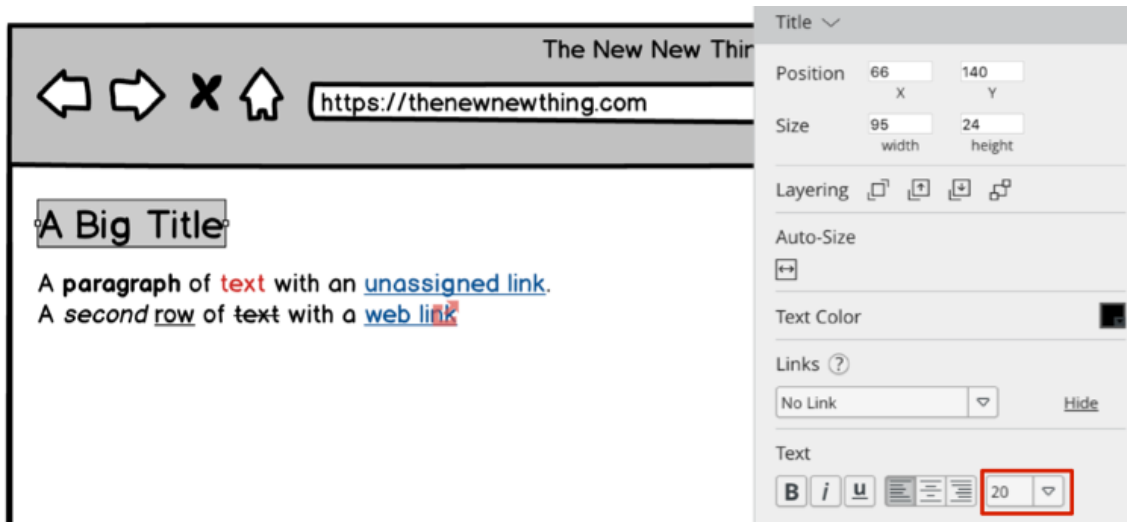 The New New Thin
https://thenewnewthing.com
A Big Title
A paragraph of text with an unassigned link.
A second row of text with a web link
Title
Position 66 140
X Y
Size 95 24
width height
Layering
Auto-Size
Text Color
Links ?
No Link Hide
Text
B i u 20